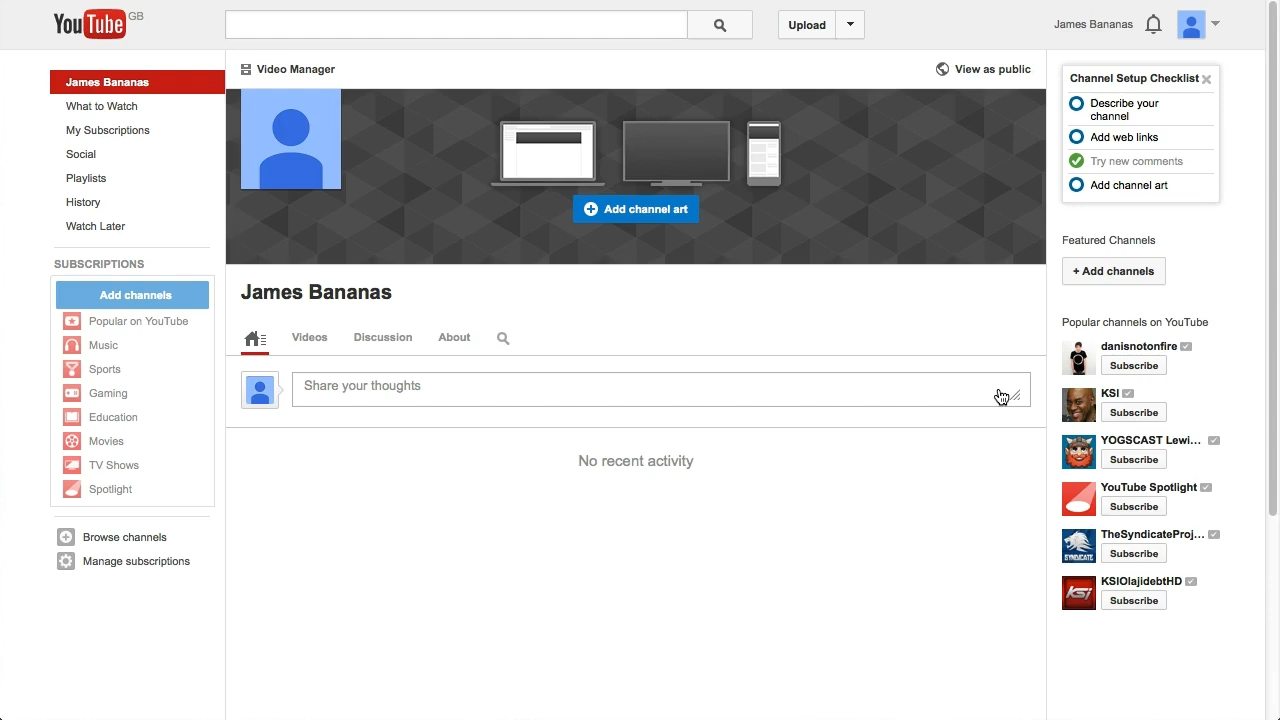 YouTube GB
Upload
James Bananas
James Bananas
What to Watch
My Subscriptions
Social
Playlists
History
Watch Later
SUBSCRIPTIONS
Add channels
Popular on YouTube
Music
Sports
Gaming
Education
Movies
TV Shows
Spotlight
Browse channels
Manage subscriptions
Video Manager
View as public
Add channel art
James Bananas
Videos
Discussion
About
Share your thoughts
No recent activity
Channel Setup Checklist
Describe your
channel
Add web links
Try new comments
Add channel art
Featured Channels
+ Add channels
Popular channels on YouTube
danisnotonfire
Subscribe
KSI
Subscribe
YOGSCAST Lewi...
Subscribe
YouTube Spotlight
Subscribe
TheSyndicateProj...
SYNDICATE
Subscribe
KSIOlajidebtHD
KSI
Subscribe